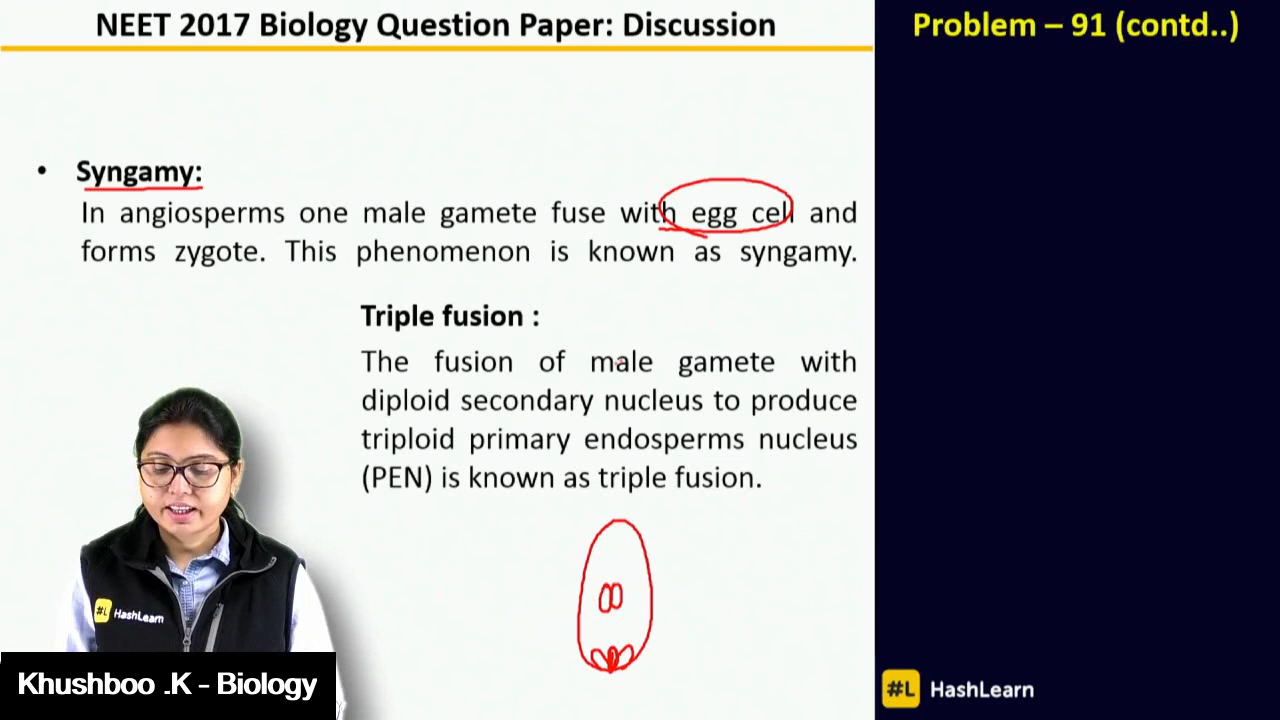 NEET 2017 Biology Question Paper: Discussion
Problem – 91 (contd..)
• Syngamy:
In angiosperms one male gamete fuse with egg cell and
forms zygote. This phenomenon is known as syngamy.
Triple fusion :
The fusion of male gamete with
diploid secondary nucleus to produce
triploid primary endosperms nucleus
(PEN) is known as triple fusion.
#L HashLearn
Khushboo .K – Biology
#L HashLearn